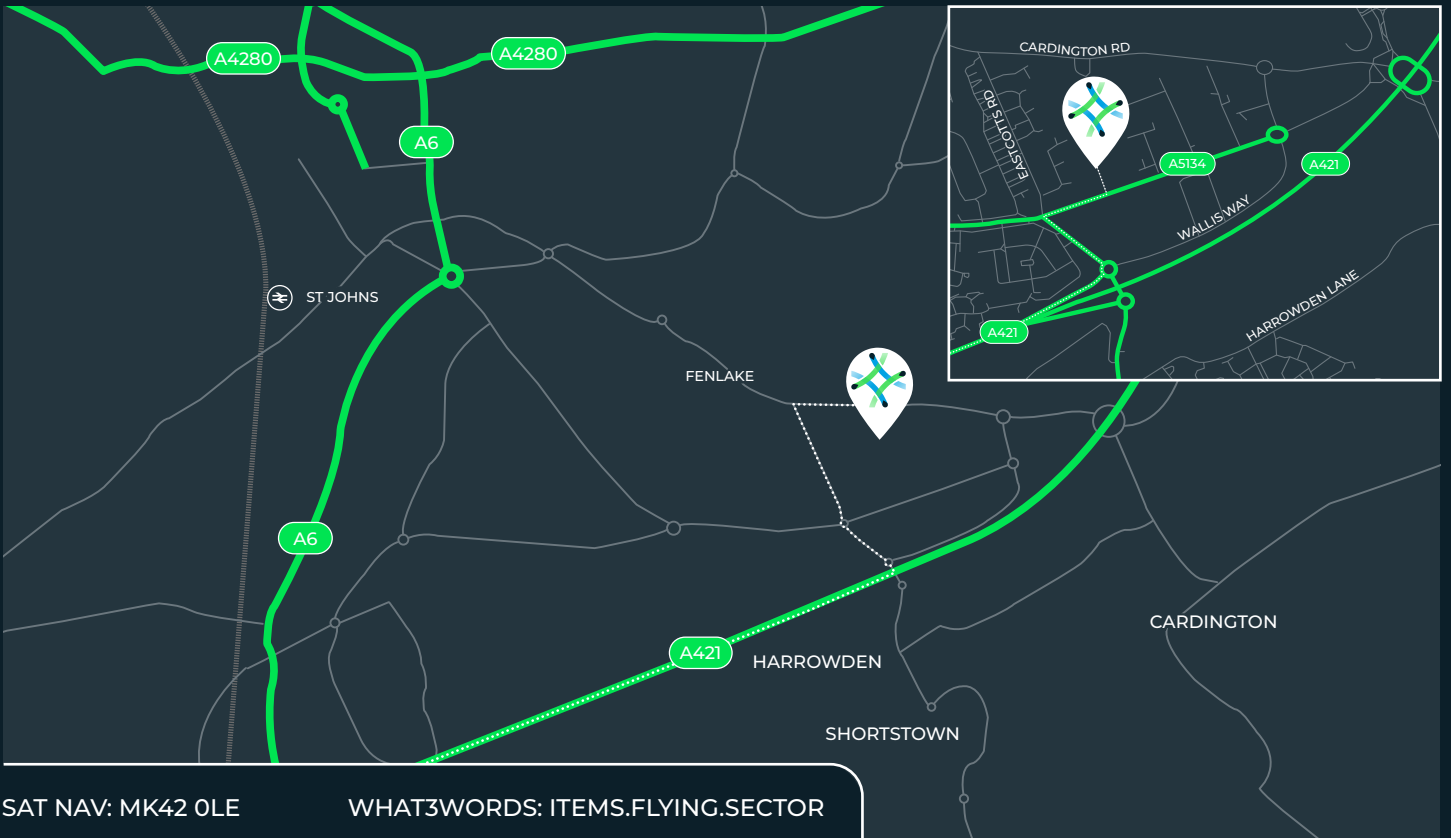 A4280
A4280
A6
ST JOHNS
FENLAKE
A6
A421
HARROWDEN
CARDINGTON
SHORTSTOWN
CARDINGTON RD
EASTCOTTS RD
A5134
A421
WALLIS WAY
HARROWDEN LANE
A421
SAT NAV: MK42 0LE
WHAT3WORDS: ITEMS.FLYING.SECTOR